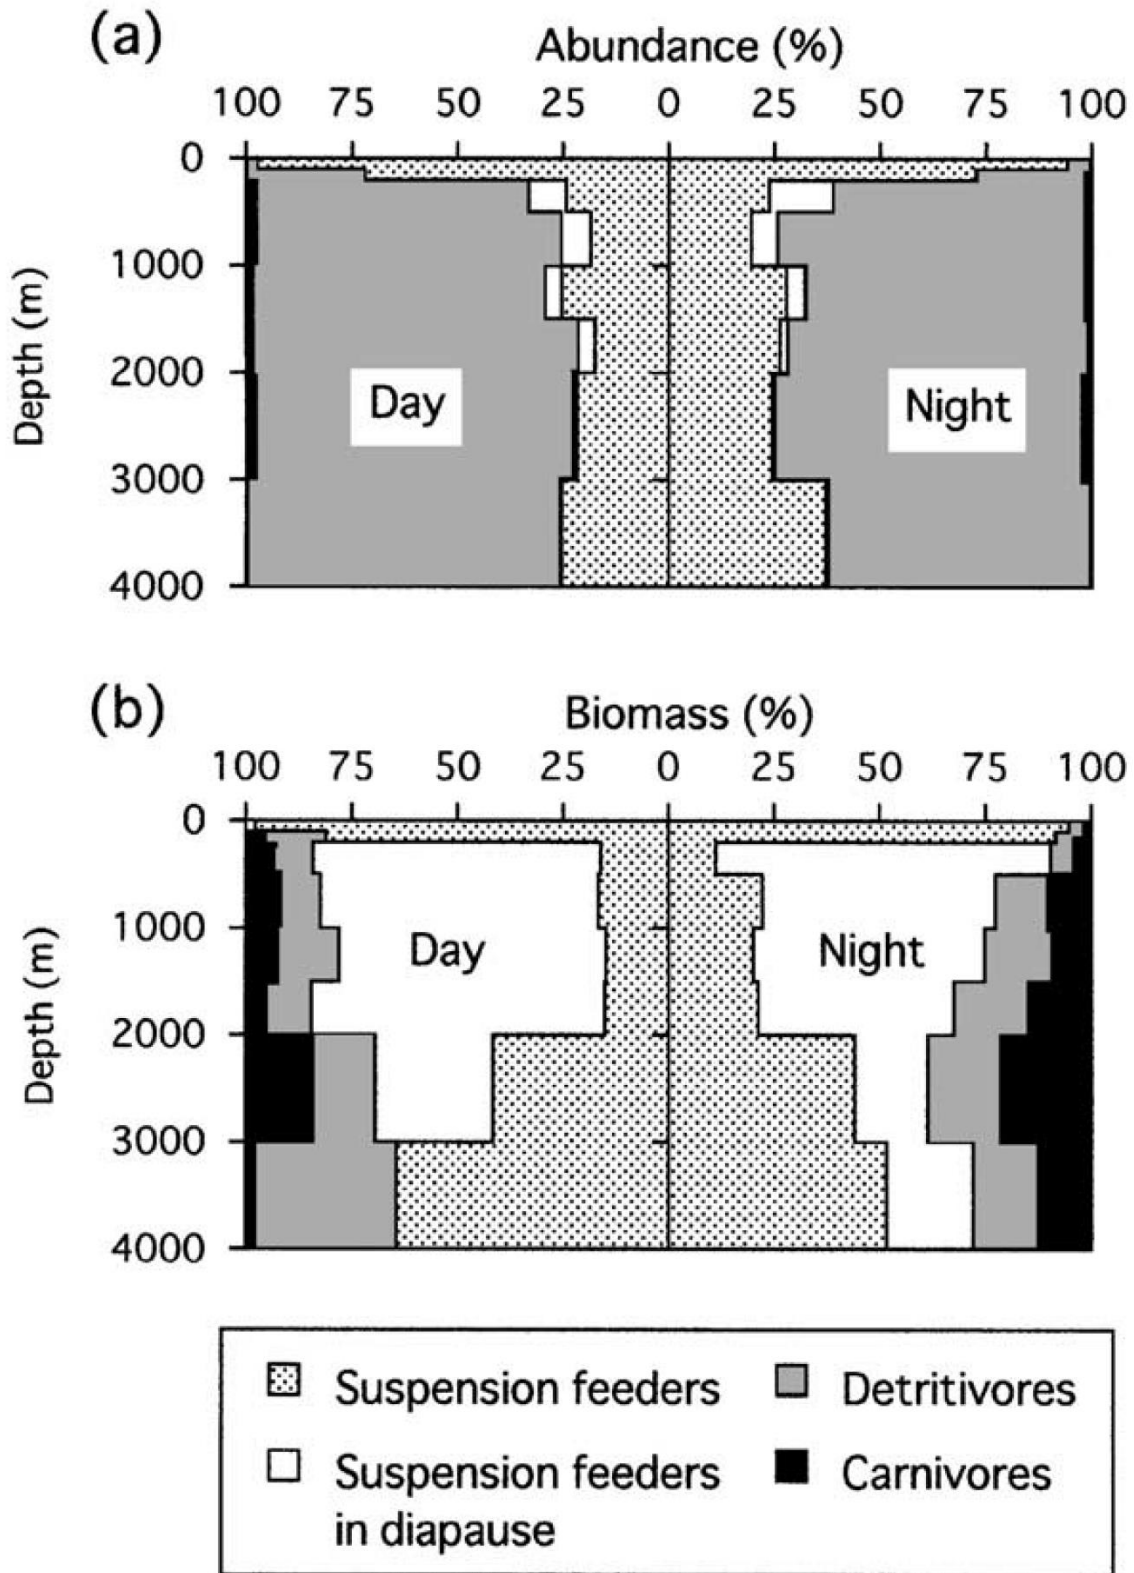 (a)
Abundance (%)
100 75 50 25 0 25 50 75 100
Depth (m)
0
1000
2000
3000
4000
Day
Night
(b)
Biomass (%)
100 75 50 25 0 25 50 75 100
Depth (m)
0
1000
2000
3000
4000
Day
Night
Suspension feeders
Detritivores
Suspension feeders
in diapause
Carnivores